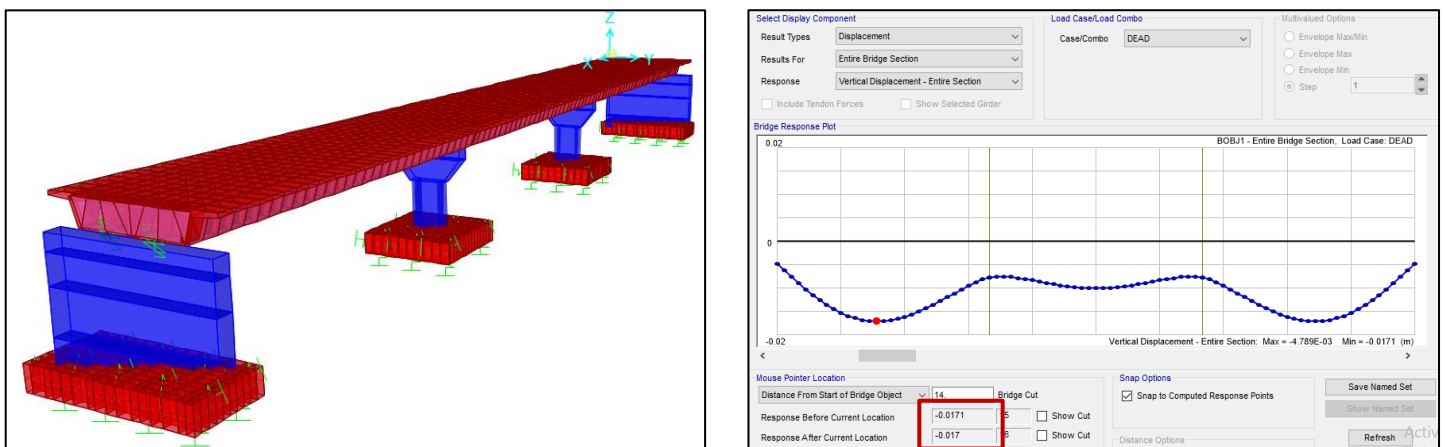 Z
X
Y
Select Display Component
Result Types Displacement
Results For Entire Bridge Section
Response Vertical Displacement - Entire Section
Include Tendon Forces Show Selected Girder
Load Case/Load Combo
Case/Combo DEAD
Multivalued Options
Envelope Max/Min
Envelope Max
Envelope Min
Step 1
Bridge Response Plot
0.02
BOBJ1 - Entire Bridge Section, Load Case: DEAD
0
-0.02
Vertical Displacement - Entire Section: Max = -4.789E-03 Min = -0.0171 (m)
Mouse Pointer Location
Distance From Start of Bridge Object 14. Bridge Cut
Response Before Current Location -0.0171 Show Cut
Response After Current Location -0.017 Show Cut
Snap Options
Snap to Computed Response Points
Distance Options
Save Named Set
Show Named Set
Refresh